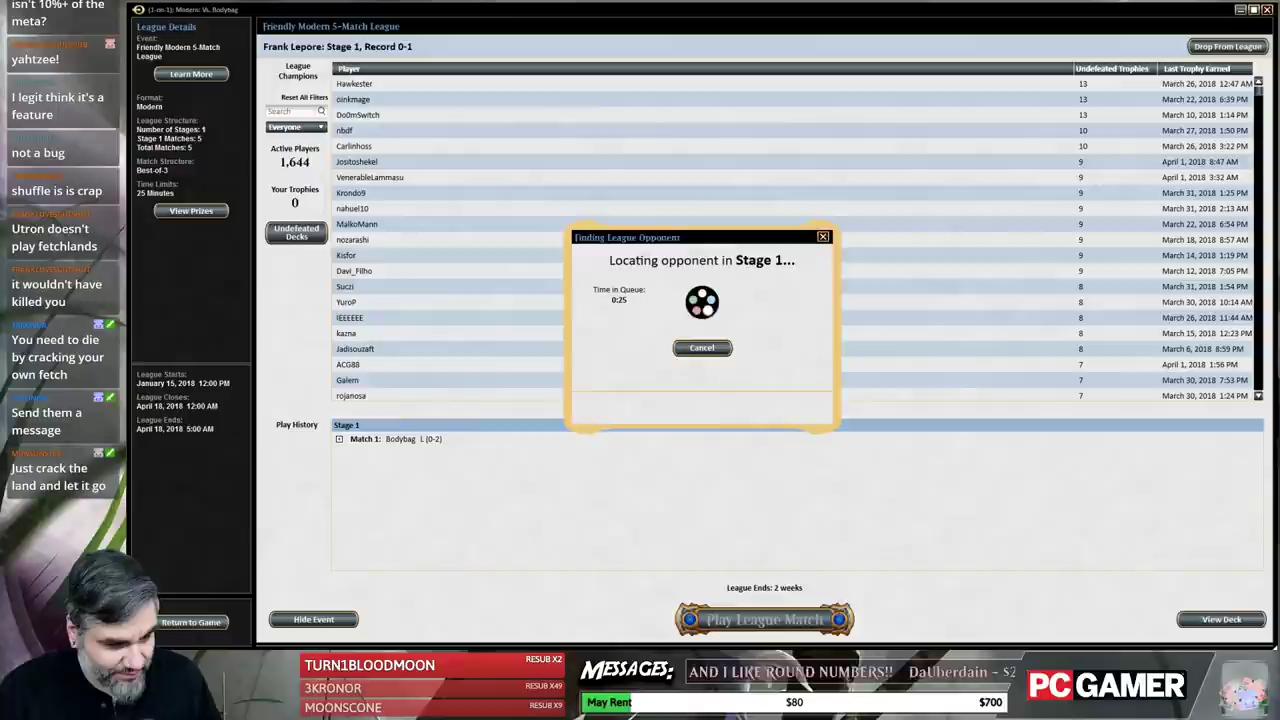 isn't 10%+ of the
meta?
yahtzee!
I legit think it's a
feature
not a bug
shuffle is is crap
Utron doesn't
play fetchlands
it wouldn't have
killed you
You need to die
by cracking your
own fetch
Send them a
message
Just crack the
land and let it go
(1-on-1) Modern: Vs. Bodybag
League Details
Event:
Friendly Modern 5-Match
League
Learn More
Format:
Modern
League Structure:
Number of Stages: 1
Stage 1 Matches: 5
Total Matches: 5
Match Structure:
Best-of-3
Time Limits:
25 Minutes
View Prizes
League Starts:
January 15, 2018 12:00 PM
League Closes:
April 18, 2018 12:00 AM
League Ends:
April 18, 2018 5:00 AM
Return to Game
Friendly Modern 5-Match League
Frank Lepore: Stage 1, Record 0-1
Drop From League
League
Champions
Reset All Filters
Search
Everyone
Active Players
1,644
Your Trophies
0
Undefeated
Decks
Player Undefeated Trophies Last Trophy Earned
Hawkester 13 March 26, 2018 12:47 AM
oinkmage 13 March 22, 2018 6:39 PM
Do0mSwitch 13 March 10, 2018 1:14 PM
nbdf 10 March 27, 2018 1:50 PM
Carlinhoss 10 March 26, 2018 3:22 PM
Jositoshekel 9 April 1, 2018 8:47 AM
VenerableLammasu 9 April 1, 2018 3:32 AM
Krondo9 9 March 31, 2018 1:25 PM
nahuel10 9 March 31, 2018 2:13 AM
MalkoMann 9 March 22, 2018 6:54 PM
nozarashi 9 March 18, 2018 8:57 AM
Kisfor 9 March 14, 2018 1:19 PM
Davi_Filho 9 March 12, 2018 7:05 PM
Suczi 8 March 31, 2018 1:54 PM
YuroP 8 March 30, 2018 10:14 AM
IEEEEEE 8 March 26, 2018 11:44 AM
kazna 8 March 15, 2018 12:23 PM
Jadisouzaft 8 March 6, 2018 8:59 PM
ACG88 7 April 1, 2018 1:56 PM
Galem 7 March 30, 2018 7:53 PM
rojanosa 7 March 30, 2018 1:24 PM
Finding League Opponent
Locating opponent in Stage 1...
Time in Queue:
0:25
Cancel
Play History
Stage 1
Match 1: Bodybag L (0-2)
League Ends: 2 weeks
Hide Event
Play League Match
View Deck
TURN1BLOODMOON RESUB X2
3KRONOR RESUB X49
MOONSCONE RESUB X9
MESSAGES:
AND I LIKE ROUND NUMBERS!! DaUberdain - $2
May Rent $80 $700
PC GAMER